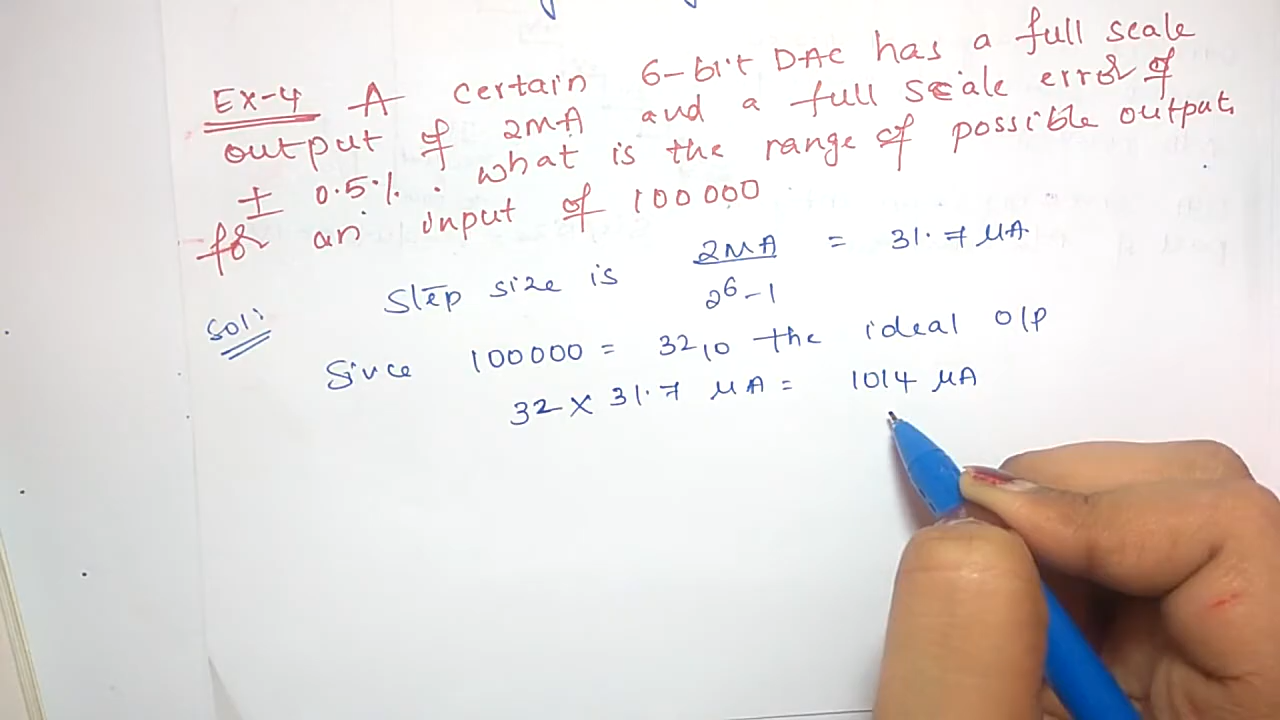 Ex-4 A certain 6-bit DAC has a full scale
output of 2mA and a full scale error of
± 0.5%. what is the range of possible output
for an input of 100000
Sol: Step size is 2MA / 2^6-1 = 31.7 μA
Since 100000 = 32₁₀ the ideal o/p
32 × 31.7 μA = 1014 μA